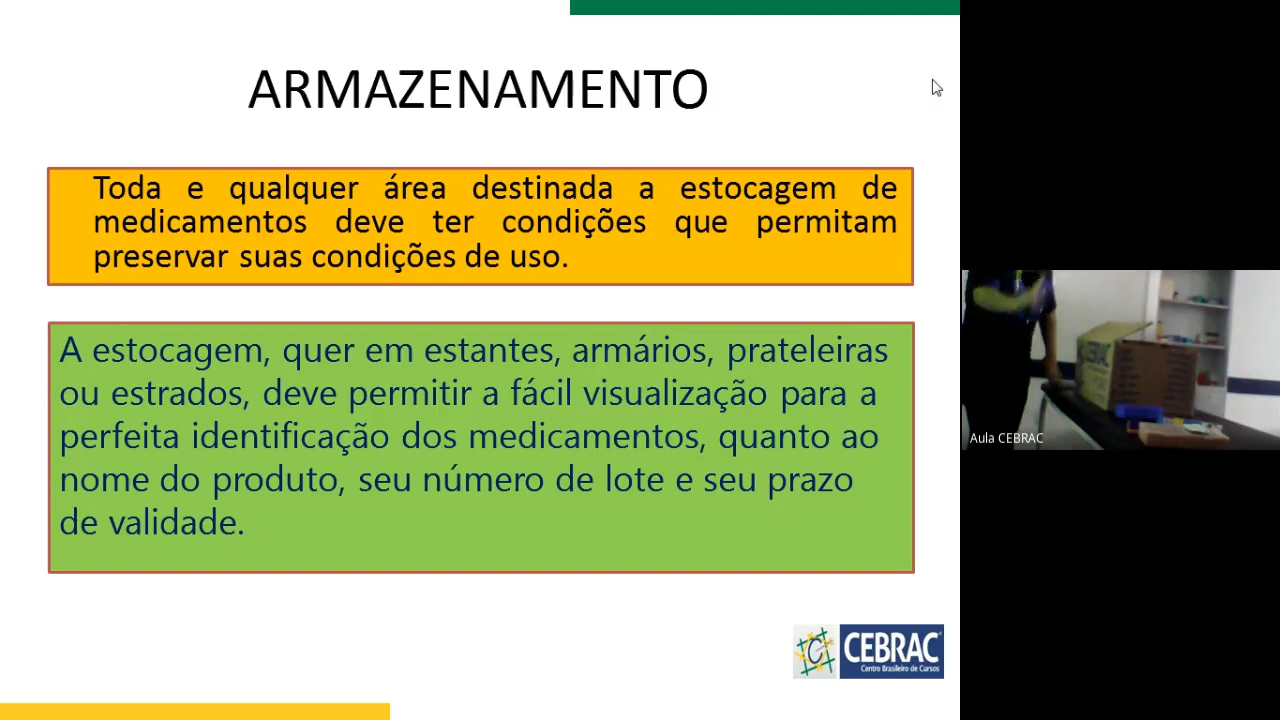 ARMAZENAMENTO
Toda e qualquer área destinada a estocagem de
medicamentos deve ter condições que permitam
preservar suas condições de uso.
A estocagem, quer em estantes, armários, prateleiras
ou estrados, deve permitir a fácil visualização para a
perfeita identificação dos medicamentos, quanto ao
nome do produto, seu número de lote e seu prazo
de validade.
CEBRAC
Centro Brasileiro de Cursos
CEBRAC
Aula CEBRAC